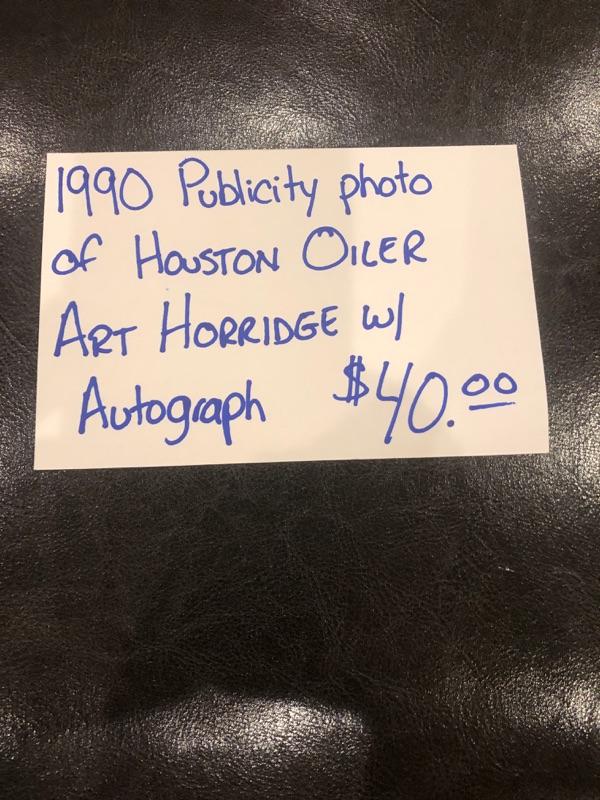 1990 Publicity photo
of HOUSTON OILER
ART HORRIDGE w/
Autograph $40.00